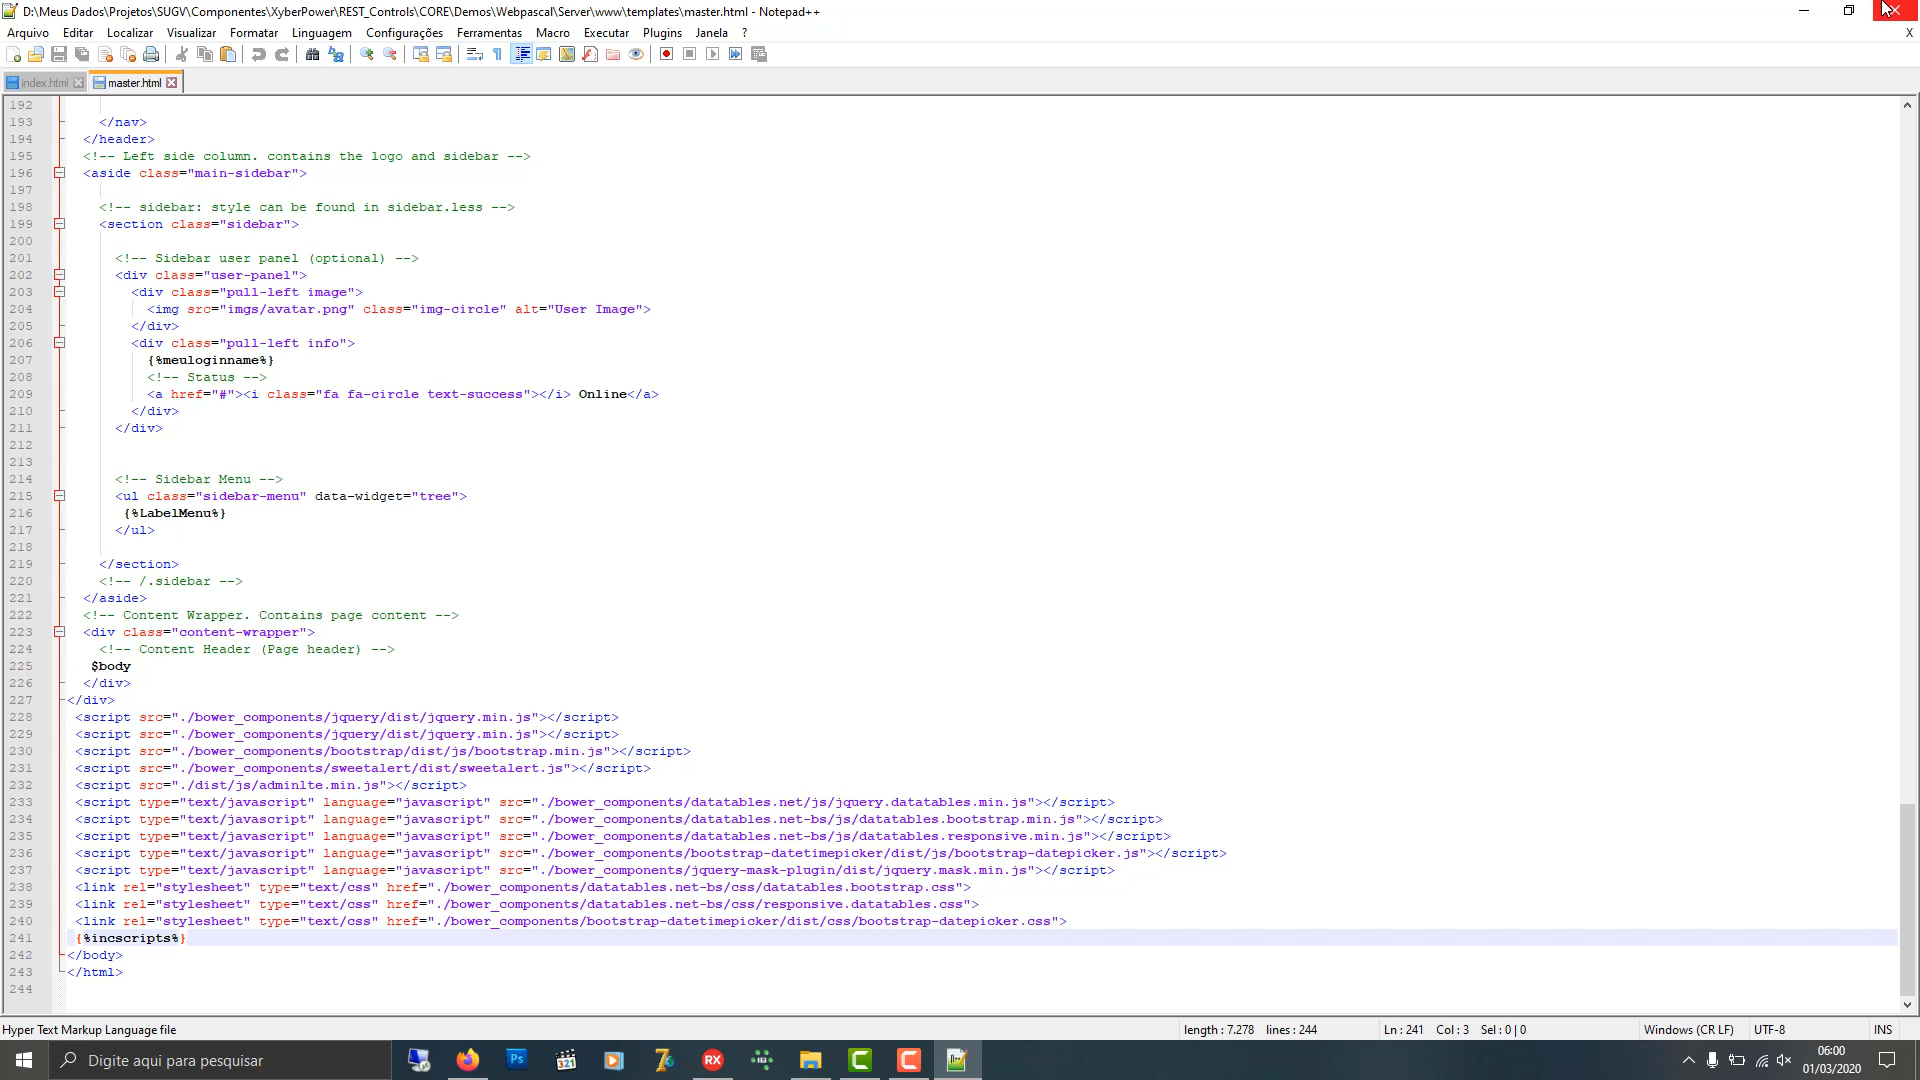 D:\Meus Dados\Projetos\SUGV\Componentes\XyberPower\REST_Controls\CORE\Demos\Webpascal\Server\www\templates\master.html - Notepad++
Arquivo Editar Localizar Visualizar Formatar Linguagem Configurações Ferramentas Macro Executar Plugins Janela ? X
index.html master.html
192
193 </nav>
194 </header>
195 <!-- Left side column. contains the logo and sidebar -->
196 <aside class="main-sidebar">
197
198 <!-- sidebar: style can be found in sidebar.less -->
199 <section class="sidebar">
200
201 <!-- Sidebar user panel (optional) -->
202 <div class="user-panel">
203 <div class="pull-left image">
204 <img src="imgs/avatar.png" class="img-circle" alt="User Image">
205 </div>
206 <div class="pull-left info">
207 {%meuloginname%}
208 <!-- Status -->
209 <a href="#"><i class="fa fa-circle text-success"></i> Online</a>
210 </div>
211 </div>
212
213
214 <!-- Sidebar Menu -->
215 <ul class="sidebar-menu" data-widget="tree">
216 {%LabelMenu%}
217 </ul>
218
219 </section>
220 <!-- /.sidebar -->
221 </aside>
222 <!-- Content Wrapper. Contains page content -->
223 <div class="content-wrapper">
224 <!-- Content Header (Page header) -->
225 $body
226 </div>
227 </div>
228 <script src="./bower_components/jquery/dist/jquery.min.js"></script>
229 <script src="./bower_components/jquery/dist/jquery.min.js"></script>
230 <script src="./bower_components/bootstrap/dist/js/bootstrap.min.js"></script>
231 <script src="./bower_components/sweetalert/dist/sweetalert.js"></script>
232 <script src="./dist/js/adminlte.min.js"></script>
233 <script type="text/javascript" language="javascript" src="./bower_components/datatables.net/js/jquery.datatables.min.js"></script>
234 <script type="text/javascript" language="javascript" src="./bower_components/datatables.net-bs/js/datatables.bootstrap.min.js"></script>
235 <script type="text/javascript" language="javascript" src="./bower_components/datatables.net-bs/js/datatables.responsive.min.js"></script>
236 <script type="text/javascript" language="javascript" src="./bower_components/bootstrap-datetimepicker/dist/js/bootstrap-datepicker.js"></script>
237 <script type="text/javascript" language="javascript" src="./bower_components/jquery-mask-plugin/dist/jquery.mask.min.js"></script>
238 <link rel="stylesheet" type="text/css" href="./bower_components/datatables.net-bs/css/datatables.bootstrap.css">
239 <link rel="stylesheet" type="text/css" href="./bower_components/datatables.net-bs/css/responsive.datatables.css">
240 <link rel="stylesheet" type="text/css" href="./bower_components/bootstrap-datetimepicker/dist/css/bootstrap-datepicker.css">
241 {%incscripts%}
242 </body>
243 </html>
244
Hyper Text Markup Language file length : 7.278 lines : 244 Ln : 241 Col : 3 Sel : 0 | 0 Windows (CR LF) UTF-8 INS
Digite aqui para pesquisar Ps 321 RX 06:00
01/03/2020